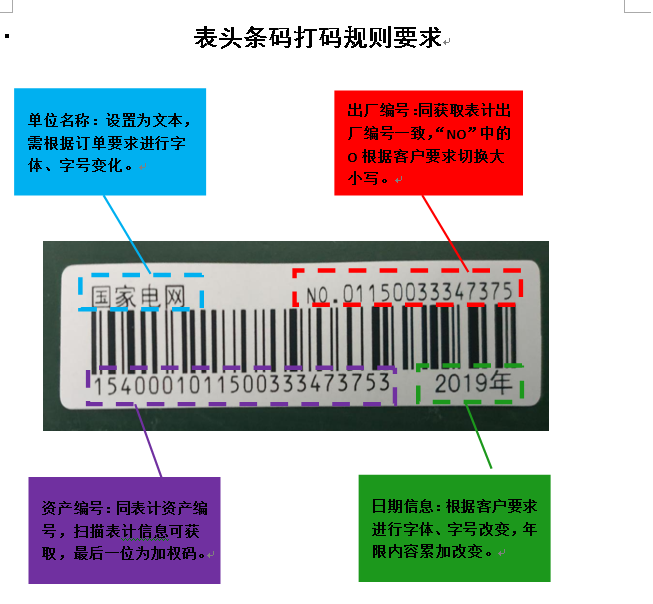 表头条码打码规则要求
单位名称：设置为文本，
需根据订单要求进行字
体、字号变化。
出厂编号：同获取表计出
厂编号一致，“NO”中的
O根据客户要求切换大
小写。
国家电网
NO.01150033347375
1540001011500333473753
2019年
资产编号：同表计资产编
号，扫描表计信息可获
取，最后一位为加权码。
日期信息：根据客户要求
进行字体、字号改变，年
限内容累加改变。